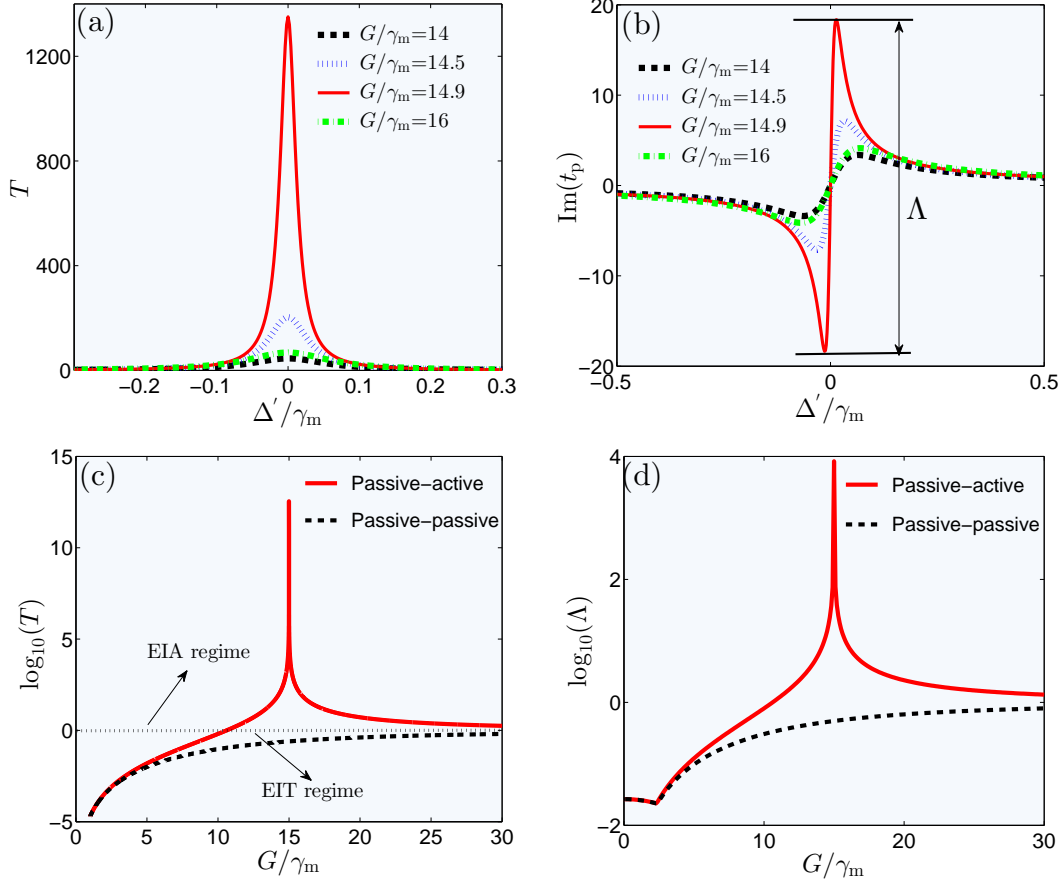 (a)
1200
800
400
0
T
G/γm=14
G/γm=14.5
G/γm=14.9
G/γm=16
−0.2
−0.1
0
0.1
0.2
0.3
Δ′/γm
(b)
20
10
0
−10
−20
Im(tp)
G/γm=14
G/γm=14.5
G/γm=14.9
G/γm=16
Λ
−0.5
0
0.5
Δ′/γm
(c)
15
10
5
0
−5
log10(T)
Passive−active
Passive−passive
EIA regime
EIT regime
0
5
10
15
20
25
30
G/γm
(d)
4
2
0
−2
log10(Λ)
Passive−active
Passive−passive
0
10
20
30
G/γm